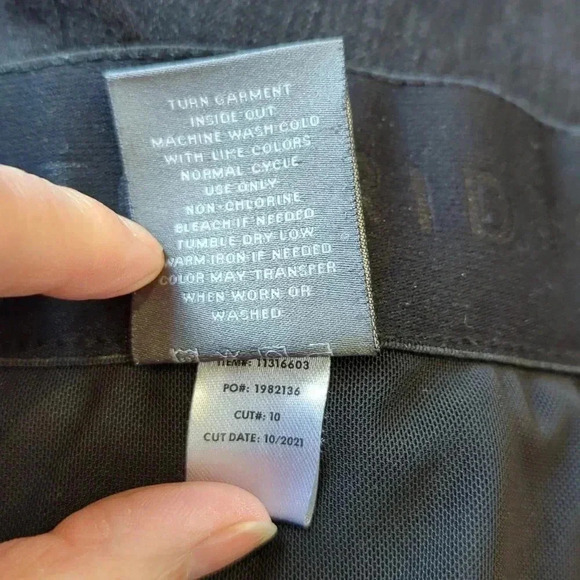 TURN GARMENT
INSIDE OUT
MACHINE WASH COLD
WITH LIKE COLORS
NORMAL CYCLE
USE ONLY
NON-CHLORINE
BLEACH IF NEEDED
TUMBLE DRY LOW
WARM IRON IF NEEDED
COLOR MAY TRANSFER
WHEN WORN OR
WASHED
ITEM#: 11316603
PO#: 1982136
CUT#: 10
CUT DATE: 10/2021